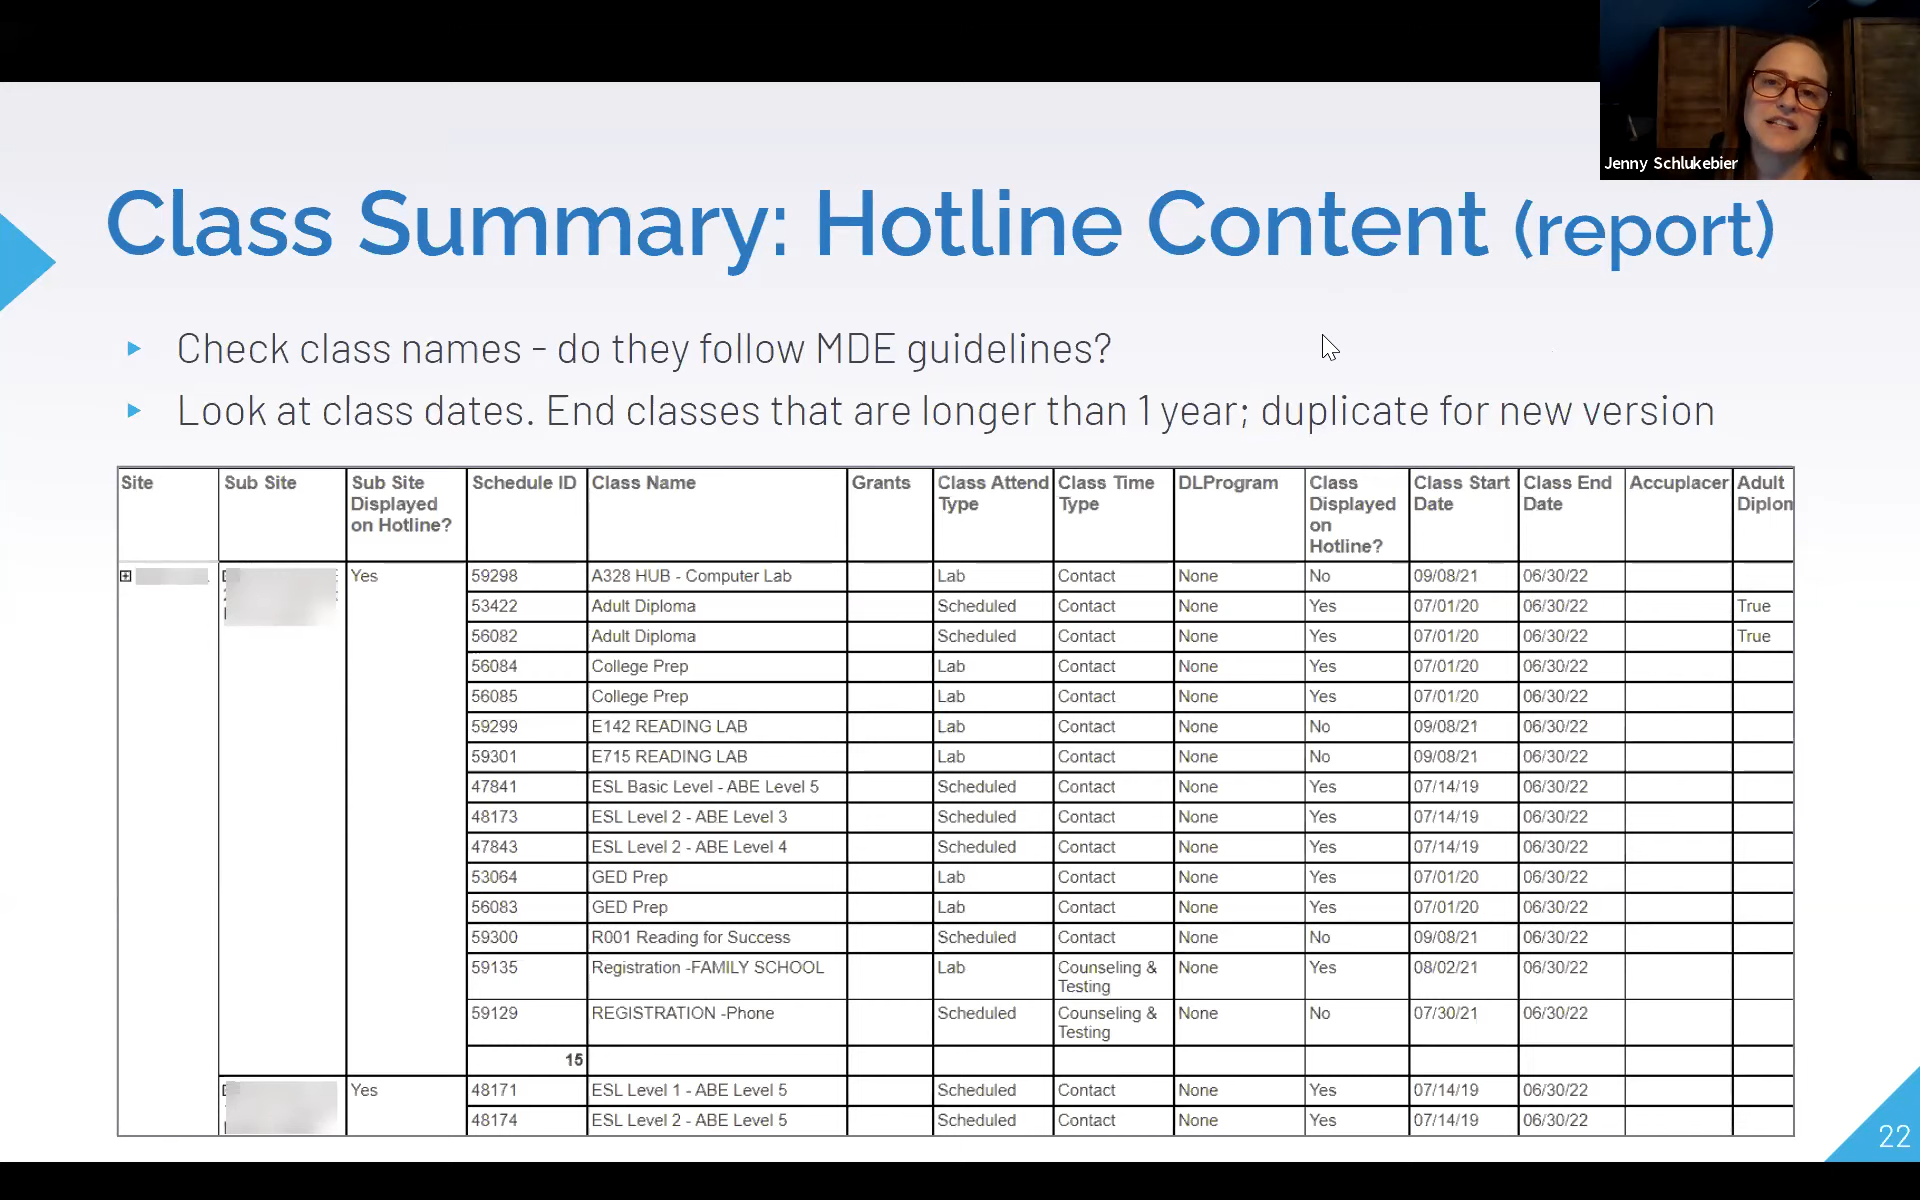 Jenny Schlukebier
Class Summary: Hotline Content (report)
Check class names - do they follow MDE guidelines?
Look at class dates. End classes that are longer than 1 year; duplicate for new version
Site Sub Site Sub Site Displayed on Hotline? Schedule ID Class Name Grants Class Attend Type Class Time Type DLProgram Class Displayed on Hotline? Class Start Date Class End Date Accuplacer Adult Diplom
Yes 59298 A328 HUB - Computer Lab Lab Contact None No 09/08/21 06/30/22
53422 Adult Diploma Scheduled Contact None Yes 07/01/20 06/30/22 True
56082 Adult Diploma Scheduled Contact None Yes 07/01/20 06/30/22 True
56084 College Prep Lab Contact None Yes 07/01/20 06/30/22
56085 College Prep Lab Contact None Yes 07/01/20 06/30/22
59299 E142 READING LAB Lab Contact None No 09/08/21 06/30/22
59301 E715 READING LAB Lab Contact None No 09/08/21 06/30/22
47841 ESL Basic Level - ABE Level 5 Scheduled Contact None Yes 07/14/19 06/30/22
48173 ESL Level 2 - ABE Level 3 Scheduled Contact None Yes 07/14/19 06/30/22
47843 ESL Level 2 - ABE Level 4 Scheduled Contact None Yes 07/14/19 06/30/22
53064 GED Prep Lab Contact None Yes 07/01/20 06/30/22
56083 GED Prep Lab Contact None Yes 07/01/20 06/30/22
59300 R001 Reading for Success Scheduled Contact None No 09/08/21 06/30/22
59135 Registration -FAMILY SCHOOL Lab Counseling & Testing None Yes 08/02/21 06/30/22
59129 REGISTRATION -Phone Scheduled Counseling & Testing None No 07/30/21 06/30/22
15
Yes 48171 ESL Level 1 - ABE Level 5 Scheduled Contact None Yes 07/14/19 06/30/22
48174 ESL Level 2 - ABE Level 5 Scheduled Contact None Yes 07/14/19 06/30/22
22